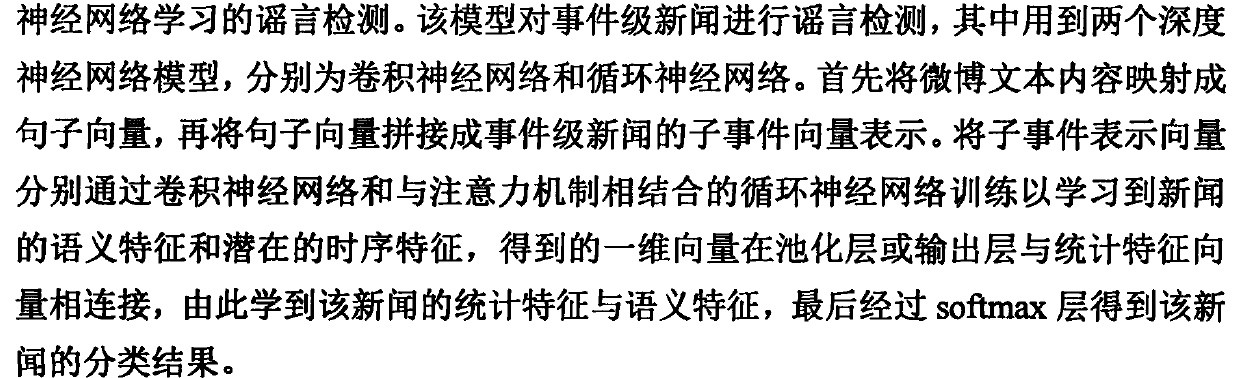 神经网络学习的谣言检测。该模型对事件级新闻进行谣言检测，其中用到两个深度
神经网络模型，分别为卷积神经网络和循环神经网络。首先将微博文本内容映射成
句子向量，再将句子向量拼接成事件级新闻的子事件向量表示。将子事件表示向量
分别通过卷积神经网络和与注意力机制相结合的循环神经网络训练以学习到新闻
的语义特征和潜在的时序特征，得到的一维向量在池化层或输出层与统计特征向
量相连接，由此学到该新闻的统计特征与语义特征，最后经过 softmax 层得到该新
闻的分类结果。